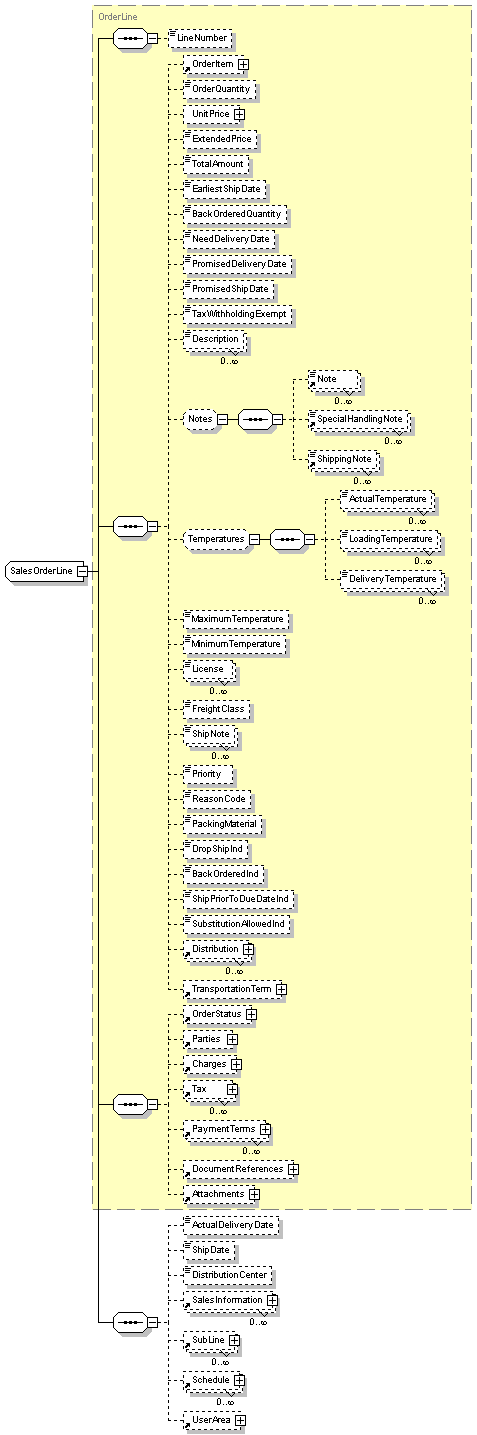 OrderLine
LineNumber
OrderItem
OrderQuantity
UnitPrice
ExtendedPrice
TotalAmount
EarliestShipDate
BackOrderedQuantity
NeedDeliveryDate
PromisedDeliveryDate
PromisedShipDate
TaxWithholdingExempt
Description
0..∞
Notes
Note
0..∞
SpecialHandlingNote
0..∞
ShippingNote
0..∞
Temperatures
ActualTemperature
0..∞
LoadingTemperature
0..∞
DeliveryTemperature
0..∞
SalesOrderLine
MaximumTemperature
MinimumTemperature
License
0..∞
FreightClass
ShipNote
0..∞
Priority
ReasonCode
PackingMaterial
DropShipInd
BackOrderedInd
ShipPriorToDueDateInd
SubstitutionAllowedInd
Distribution
0..∞
TransportationTerm
OrderStatus
Parties
Charges
Tax
0..∞
PaymentTerms
0..∞
DocumentReferences
Attachments
ActualDeliveryDate
ShipDate
DistributionCenter
SalesInformation
0..∞
SubLine
0..∞
Schedule
0..∞
UserArea